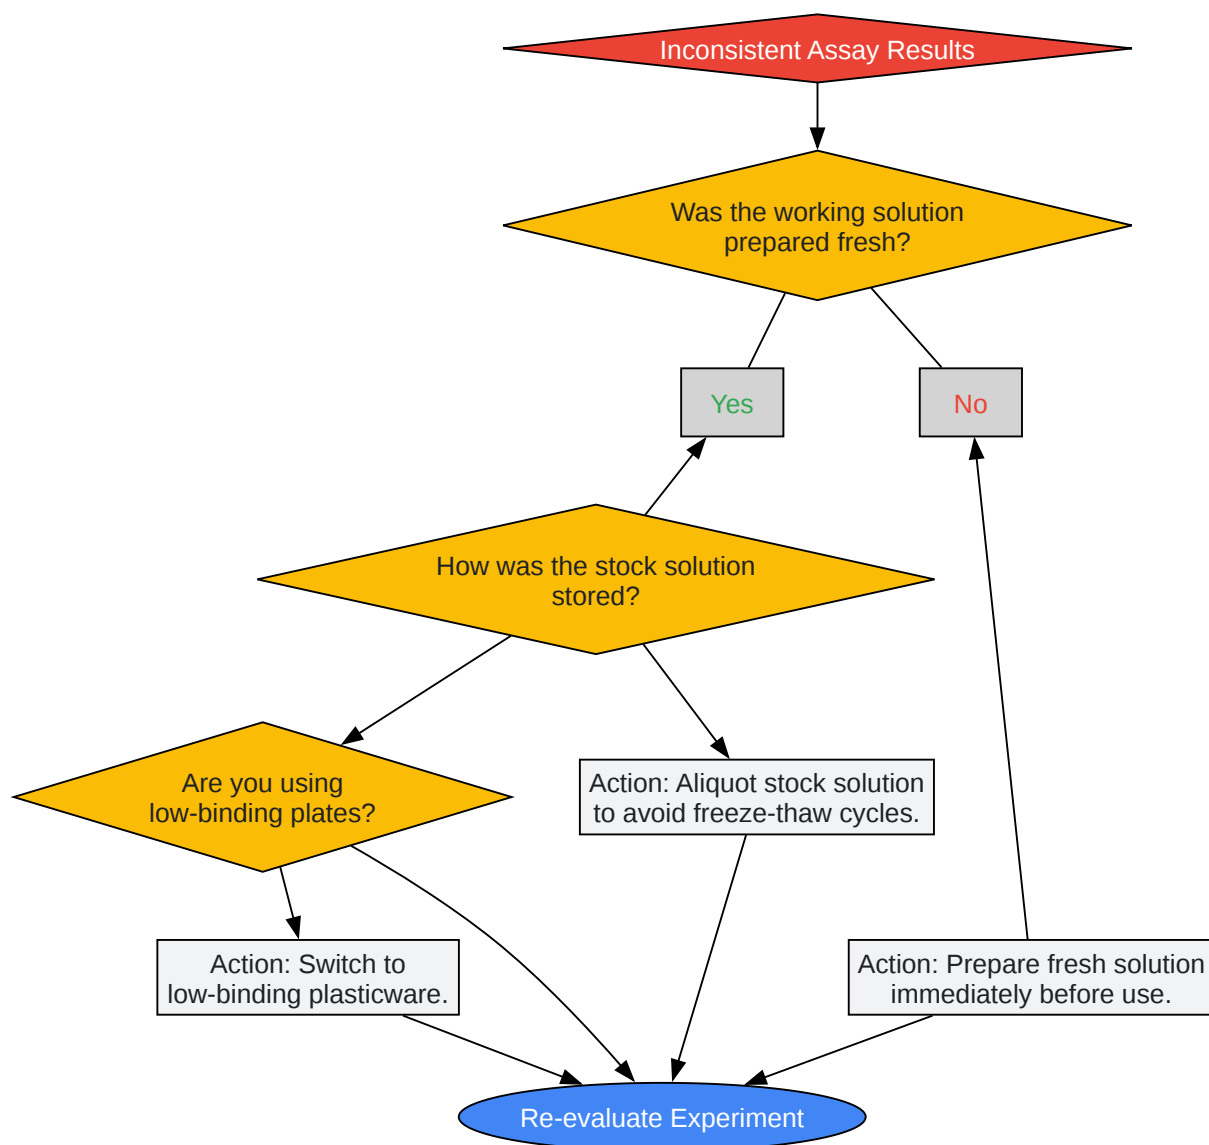 Inconsistent Assay Results
Was the working solution
prepared fresh?
Yes
No
How was the stock solution
stored?
Are you using
low-binding plates?
Action: Aliquot stock solution
to avoid freeze-thaw cycles.
Action: Switch to
low-binding plasticware.
Action: Prepare fresh solution
immediately before use.
Re-evaluate Experiment